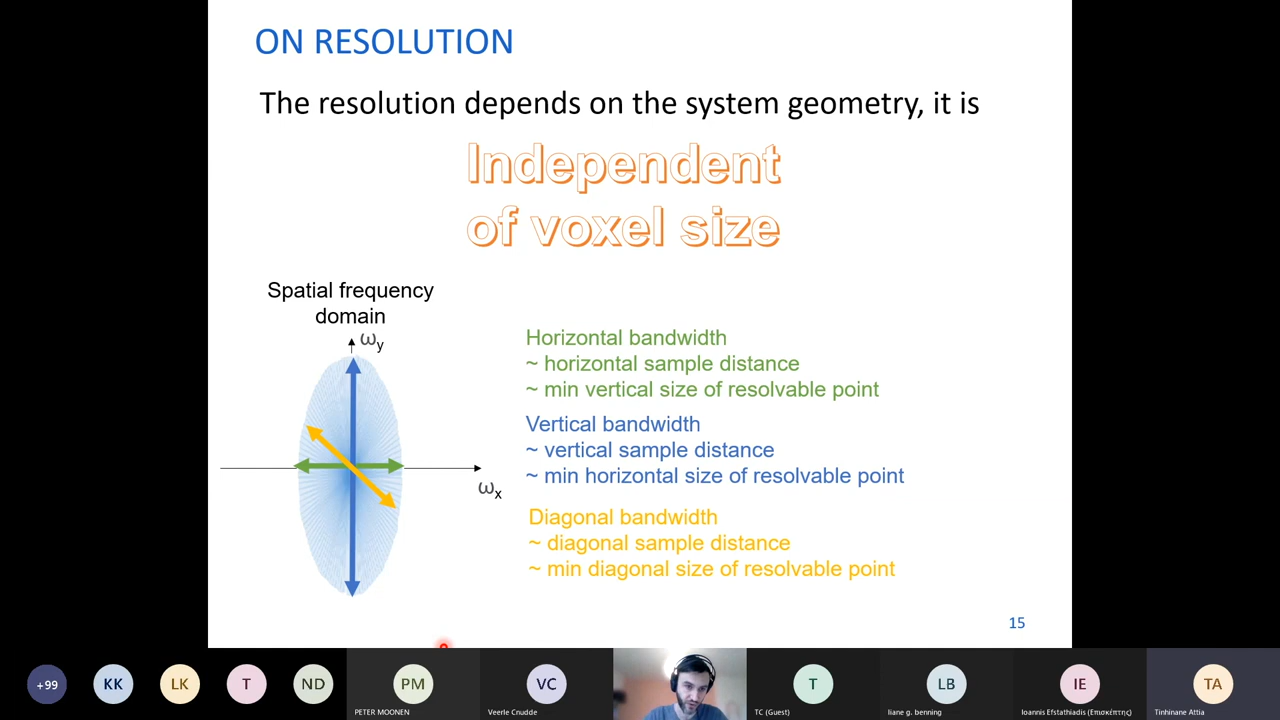 ON RESOLUTION
The resolution depends on the system geometry, it is
Independent
of voxel size
Spatial frequency
domain
ωy
ωx
Horizontal bandwidth
~ horizontal sample distance
~ min vertical size of resolvable point
Vertical bandwidth
~ vertical sample distance
~ min horizontal size of resolvable point
Diagonal bandwidth
~ diagonal sample distance
~ min diagonal size of resolvable point
15
+99
KK
LK
T
ND
PM
VC
T
LB
IE
TA
PETER MOONEN
Veerle Cnudde
TC (Guest)
liane g. benning
Ioannis Efstathiadis (Επισκέπτης)
Tinhinane Attia